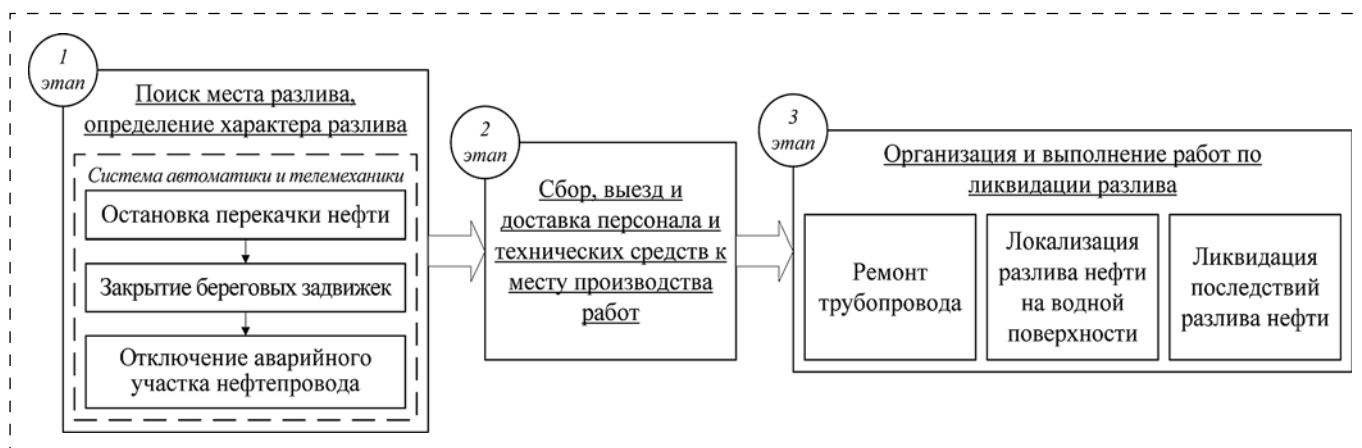 1
этап
Поиск места разлива,
определение характера разлива
Система автоматики и телемеханики
Остановка перекачки нефти
Закрытие береговых задвижек
Отключение аварийного
участка нефтепровода
2
этап
Сбор, выезд и
доставка персонала и
технических средств к
месту производства
работ
3
этап
Организация и выполнение работ по
ликвидации разлива
Ремонт
трубопровода
Локализация
разлива нефти
на водной
поверхности
Ликвидация
последствий
разлива нефти